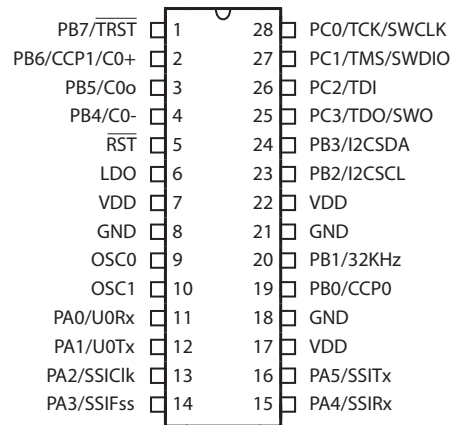 PB7/TRST 1 28 PC0/TCK/SWCLK
PB6/CCP1/C0+ 2 27 PC1/TMS/SWDIO
PB5/C0o 3 26 PC2/TDI
PB4/C0- 4 25 PC3/TDO/SWO
RST 5 24 PB3/I2CSDA
LDO 6 23 PB2/I2CSCL
VDD 7 22 VDD
GND 8 21 GND
OSC0 9 20 PB1/32KHz
OSC1 10 19 PB0/CCP0
PA0/U0Rx 11 18 GND
PA1/U0Tx 12 17 VDD
PA2/SSIClk 13 16 PA5/SSITx
PA3/SSIFss 14 15 PA4/SSIRx